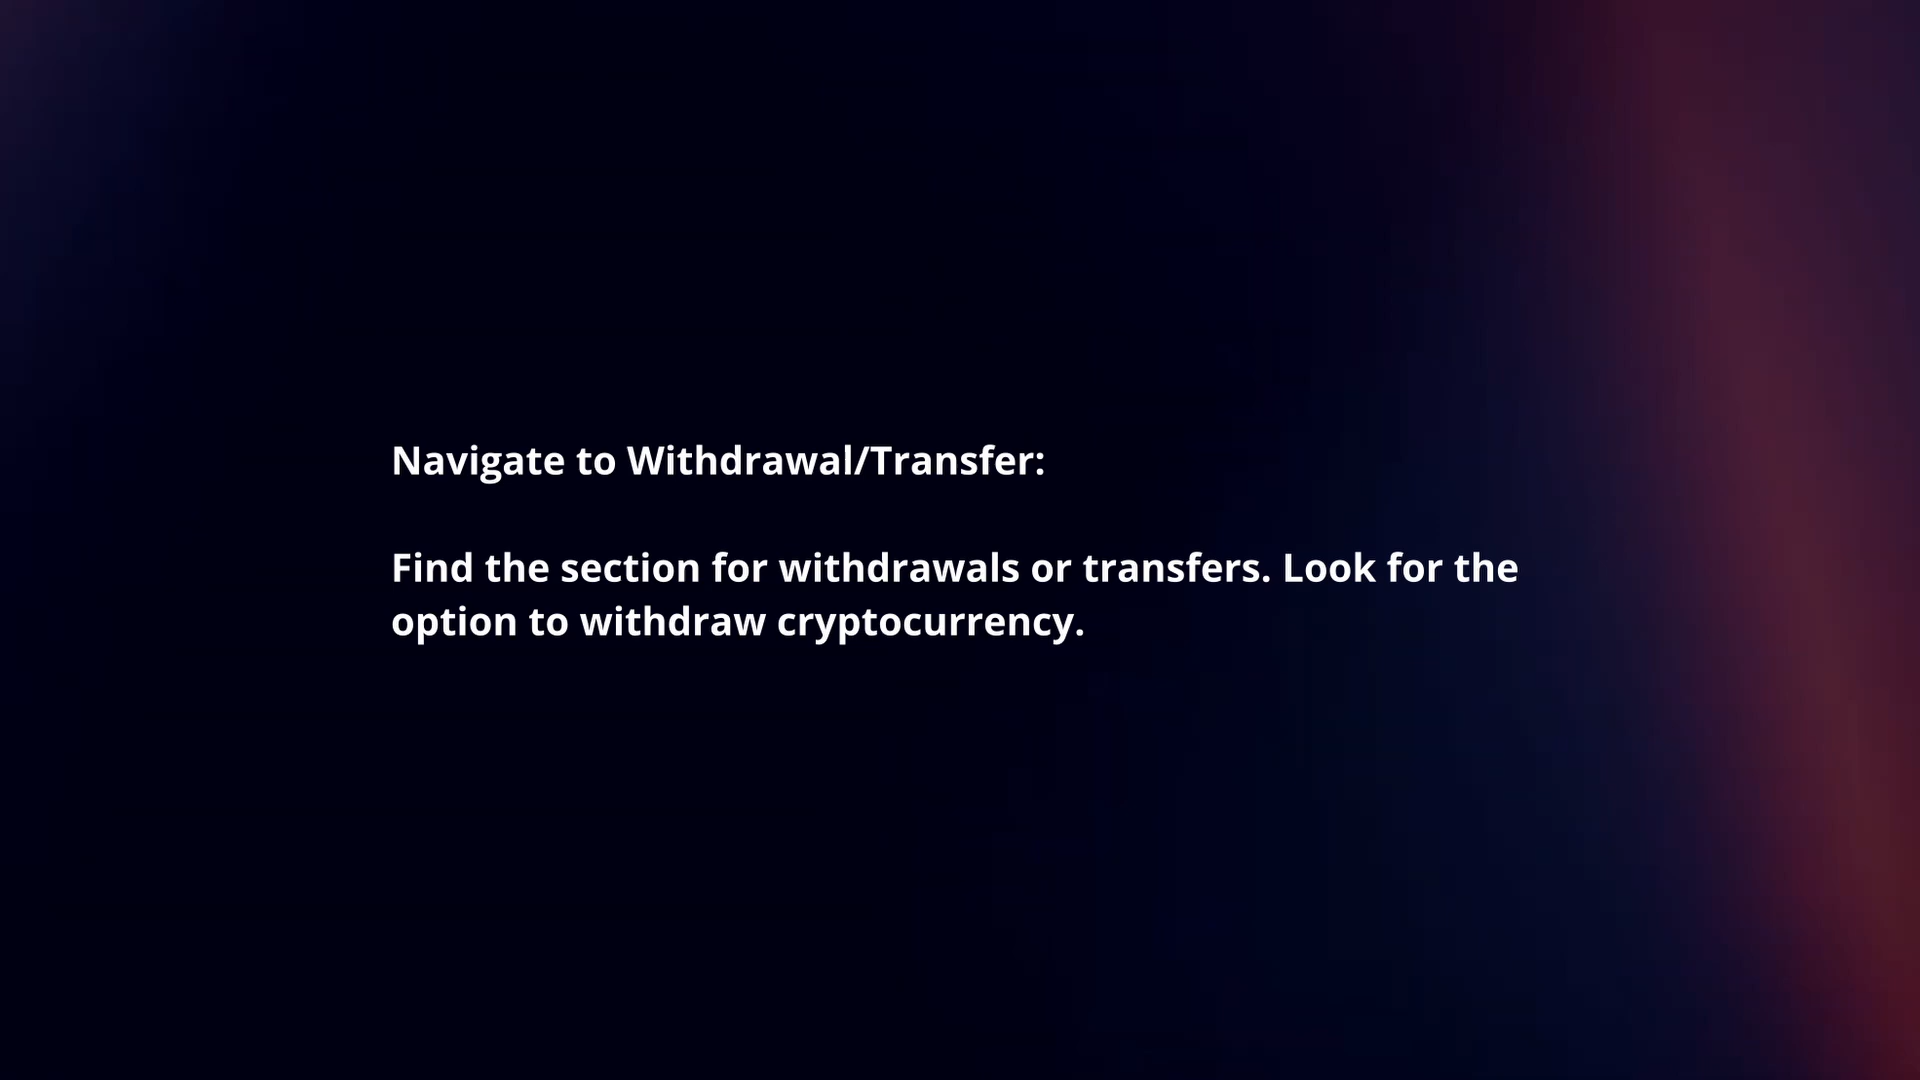 Navigate to Withdrawal/Transfer:
Find the section for withdrawals or transfers. Look for the
option to withdraw cryptocurrency.